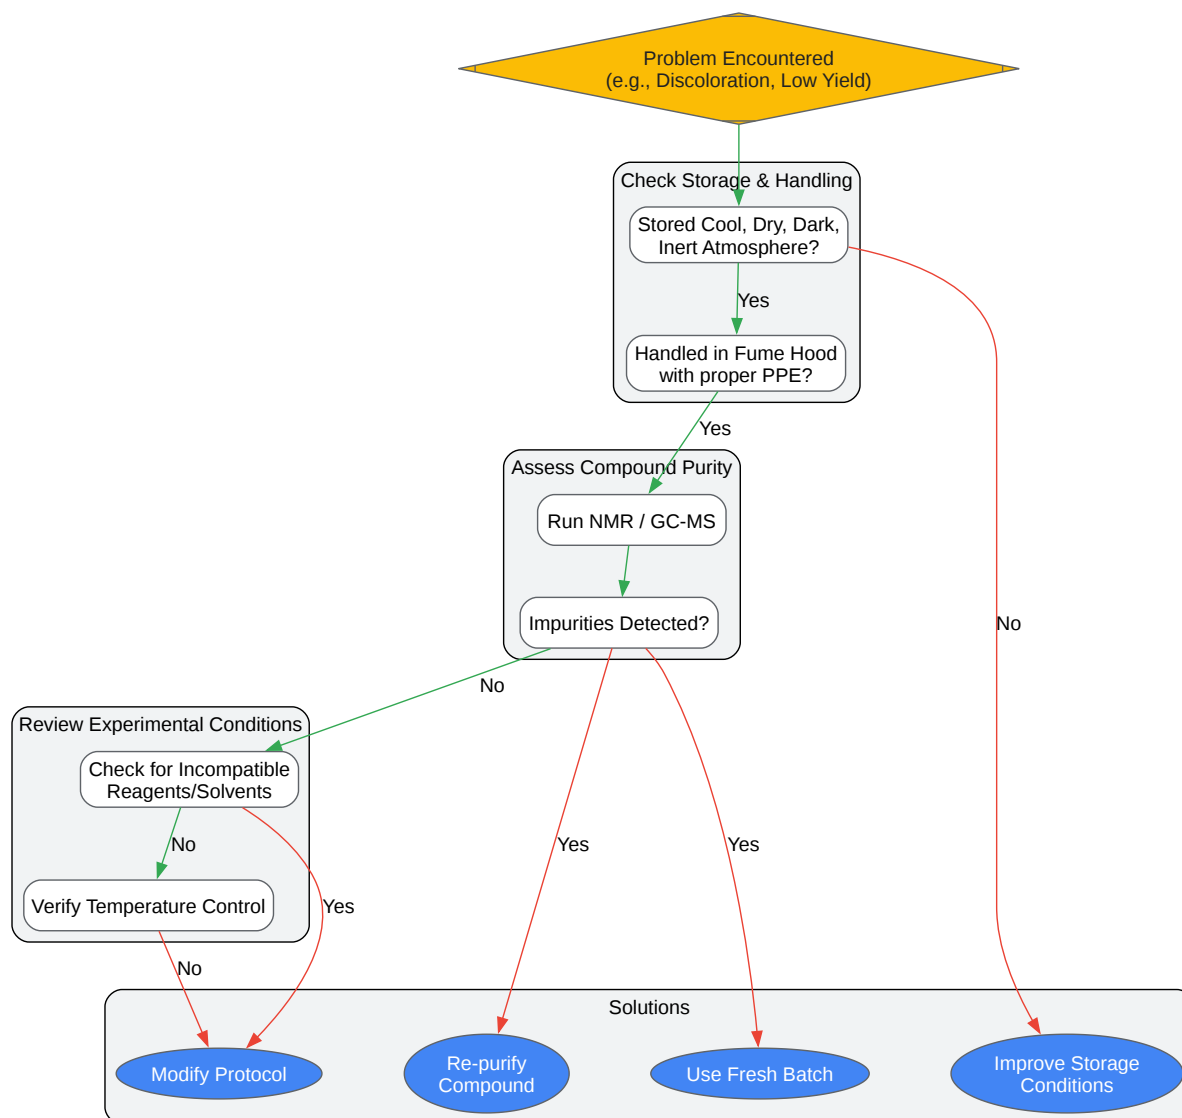 Problem Encountered
(e.g., Discoloration, Low Yield)
Check Storage & Handling
Stored Cool, Dry, Dark,
Inert Atmosphere?
Yes
Handled in Fume Hood
with proper PPE?
Yes
Assess Compound Purity
Run NMR / GC-MS
Impurities Detected?
No
No
Review Experimental Conditions
Check for Incompatible
Reagents/Solvents
No
Yes
Yes
Verify Temperature Control
Yes
No
Solutions
Modify Protocol
Re-purify
Compound
Use Fresh Batch
Improve Storage
Conditions